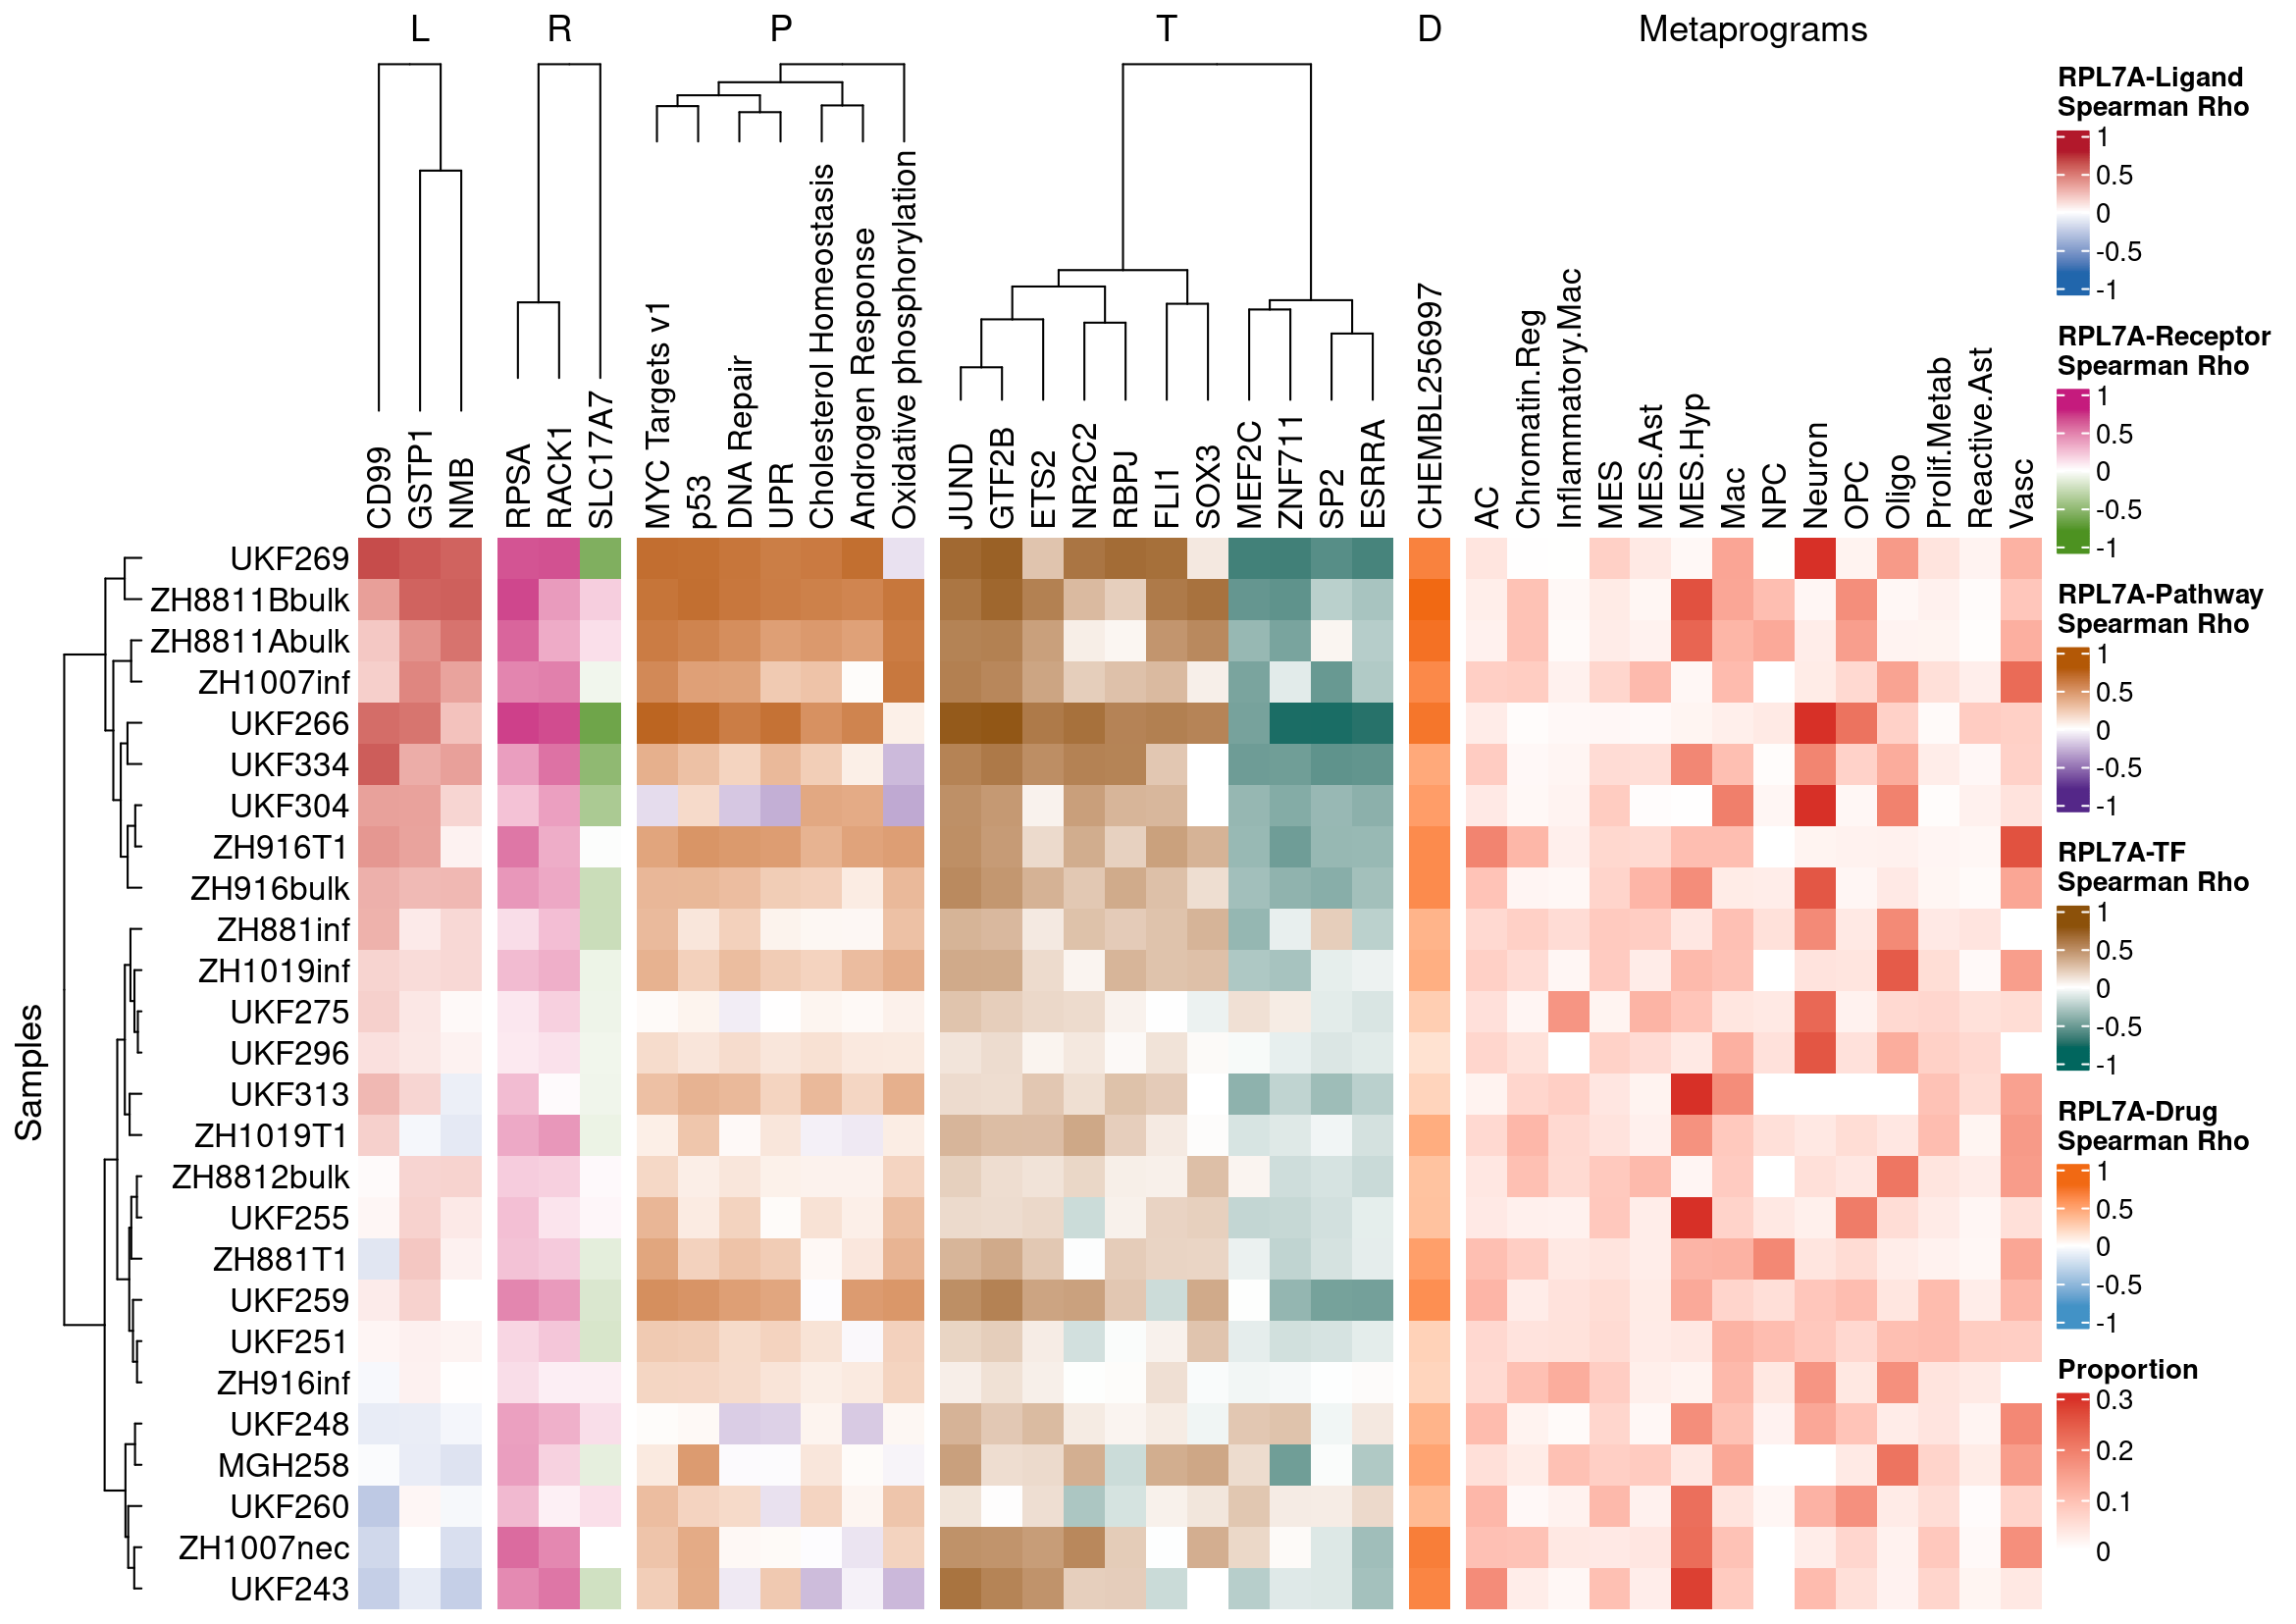 L
R
P
T
D
Metaprograms
CD99
GSTP1
NMB
RPSA
RACK1
SLC17A7
MYC Targets v1
p53
DNA Repair
UPR
Cholesterol Homeostasis
Androgen Response
Oxidative phosphorylation
JUND
GTF2B
ETS2
NR2C2
RBPJ
FLI1
SOX3
MEF2C
ZNF711
SP2
ESRRA
CHEMBL256997
AC
Chromatin.Reg
Inflammatory.Mac
MES
MES.Ast
MES.Hyp
Mac
NPC
Neuron
OPC
Oligo
Prolif.Metab
Reactive.Ast
Vasc
Samples
UKF269
ZH8811Bbulk
ZH8811Abulk
ZH1007inf
UKF266
UKF334
UKF304
ZH916T1
ZH916bulk
ZH881inf
ZH1019inf
UKF275
UKF296
UKF313
ZH1019T1
ZH8812bulk
UKF255
ZH881T1
UKF259
UKF251
ZH916inf
UKF248
MGH258
UKF260
ZH1007nec
UKF243
RPL7A-Ligand
Spearman Rho
1
0.5
0
-0.5
-1
RPL7A-Receptor
Spearman Rho
1
0.5
0
-0.5
-1
RPL7A-Pathway
Spearman Rho
1
0.5
0
-0.5
-1
RPL7A-TF
Spearman Rho
1
0.5
0
-0.5
-1
RPL7A-Drug
Spearman Rho
1
0.5
0
-0.5
-1
Proportion
0.3
0.2
0.1
0